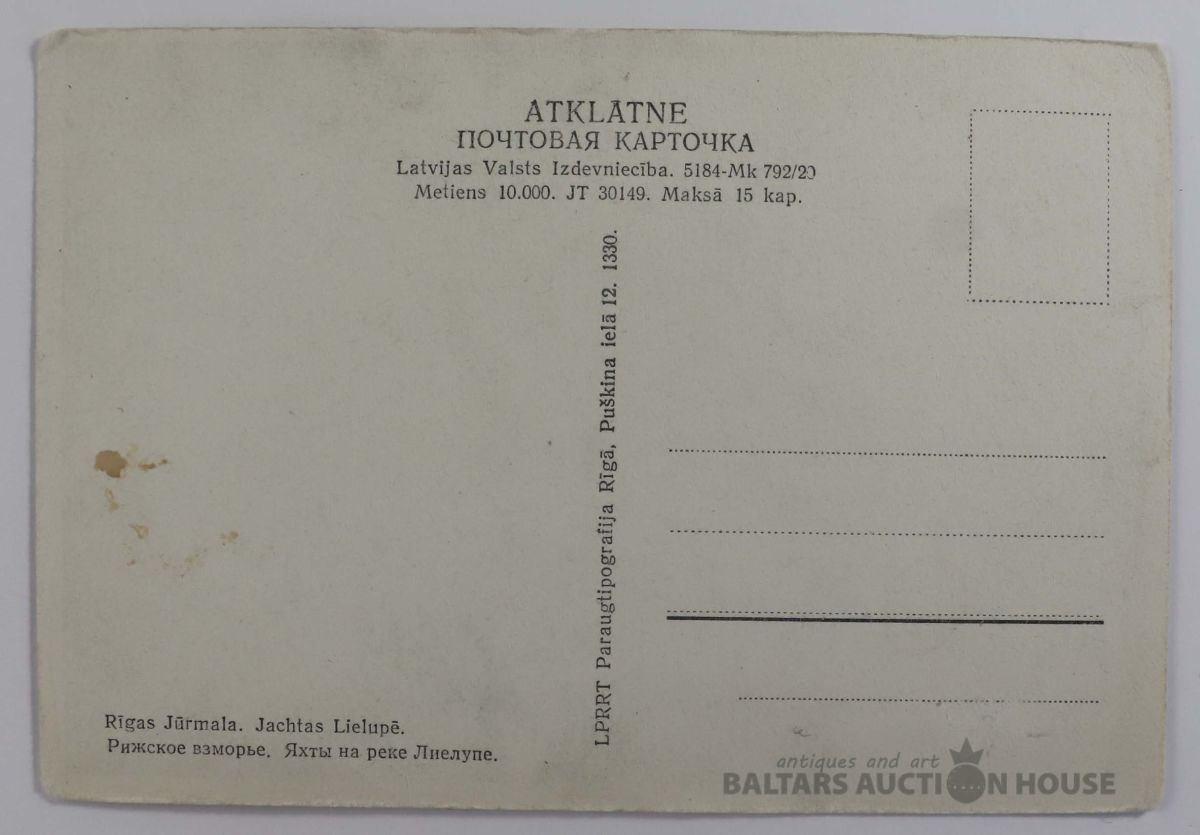 ATKLĀTNE
ПОЧТОВАЯ КАРТОЧКА
Latvijas Valsts Izdevniecība. 5184-Mk 792/20
Metiens 10.000. JT 30149. Maksā 15 kap.
LPRRT Paraugtipografija Rīgā, Puškina ielā 12. 1330.
Rīgas Jūrmala. Jachtas Lielupē.
Рижское взморье. Яхты на реке Лиелупе.
antiques and art
BALTARS AUCTION HOUSE